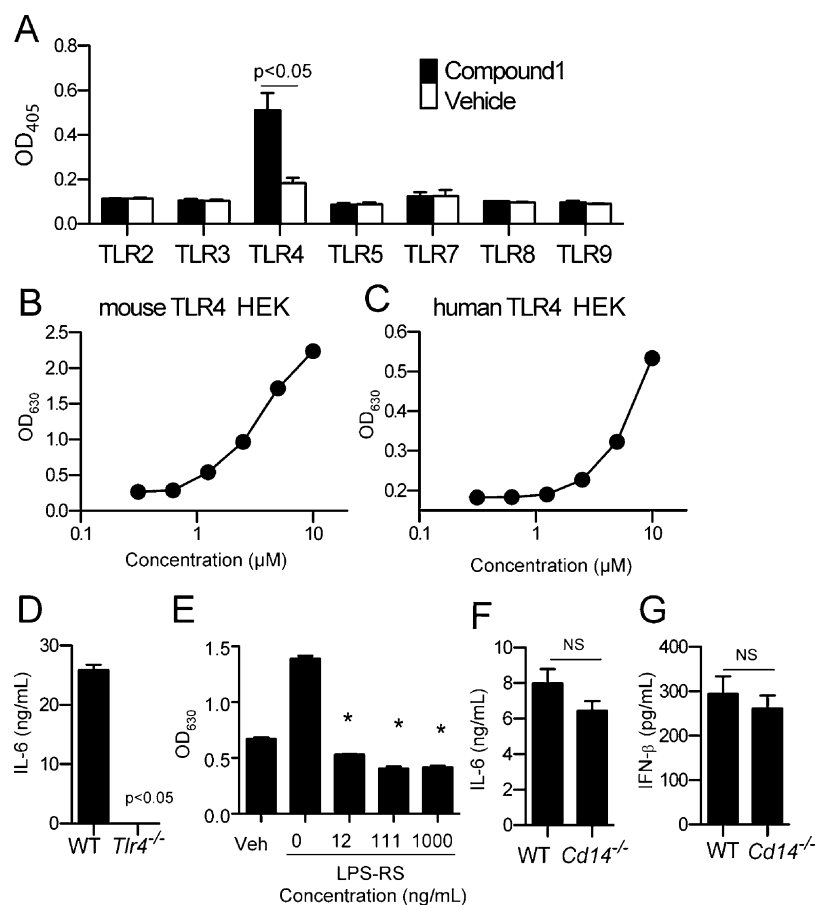 A
0.8
0.6
0.4
0.2
0.0
OD405
p<0.05
Compound1
Vehicle
TLR2 TLR3 TLR4 TLR5 TLR7 TLR8 TLR9
B
mouse TLR4 HEK
2.5
2.0
1.5
1.0
0.5
0.0
OD630
0.1 1 10
Concentration (µM)
C
human TLR4 HEK
0.6
0.5
0.4
0.3
0.2
OD630
0.1 1 10
Concentration (µM)
D
30
20
10
0
IL-6 (ng/mL)
p<0.05
WT Tlr4-/-
E
1.5
1.0
0.5
0.0
OD630
* * *
Veh 0 12 111 1000
LPS-RS
Concentration (ng/mL)
F
8
6
4
2
0
IL-6 (ng/mL)
NS
WT Cd14-/-
G
400
300
200
100
0
IFN-β (pg/mL)
NS
WT Cd14-/-